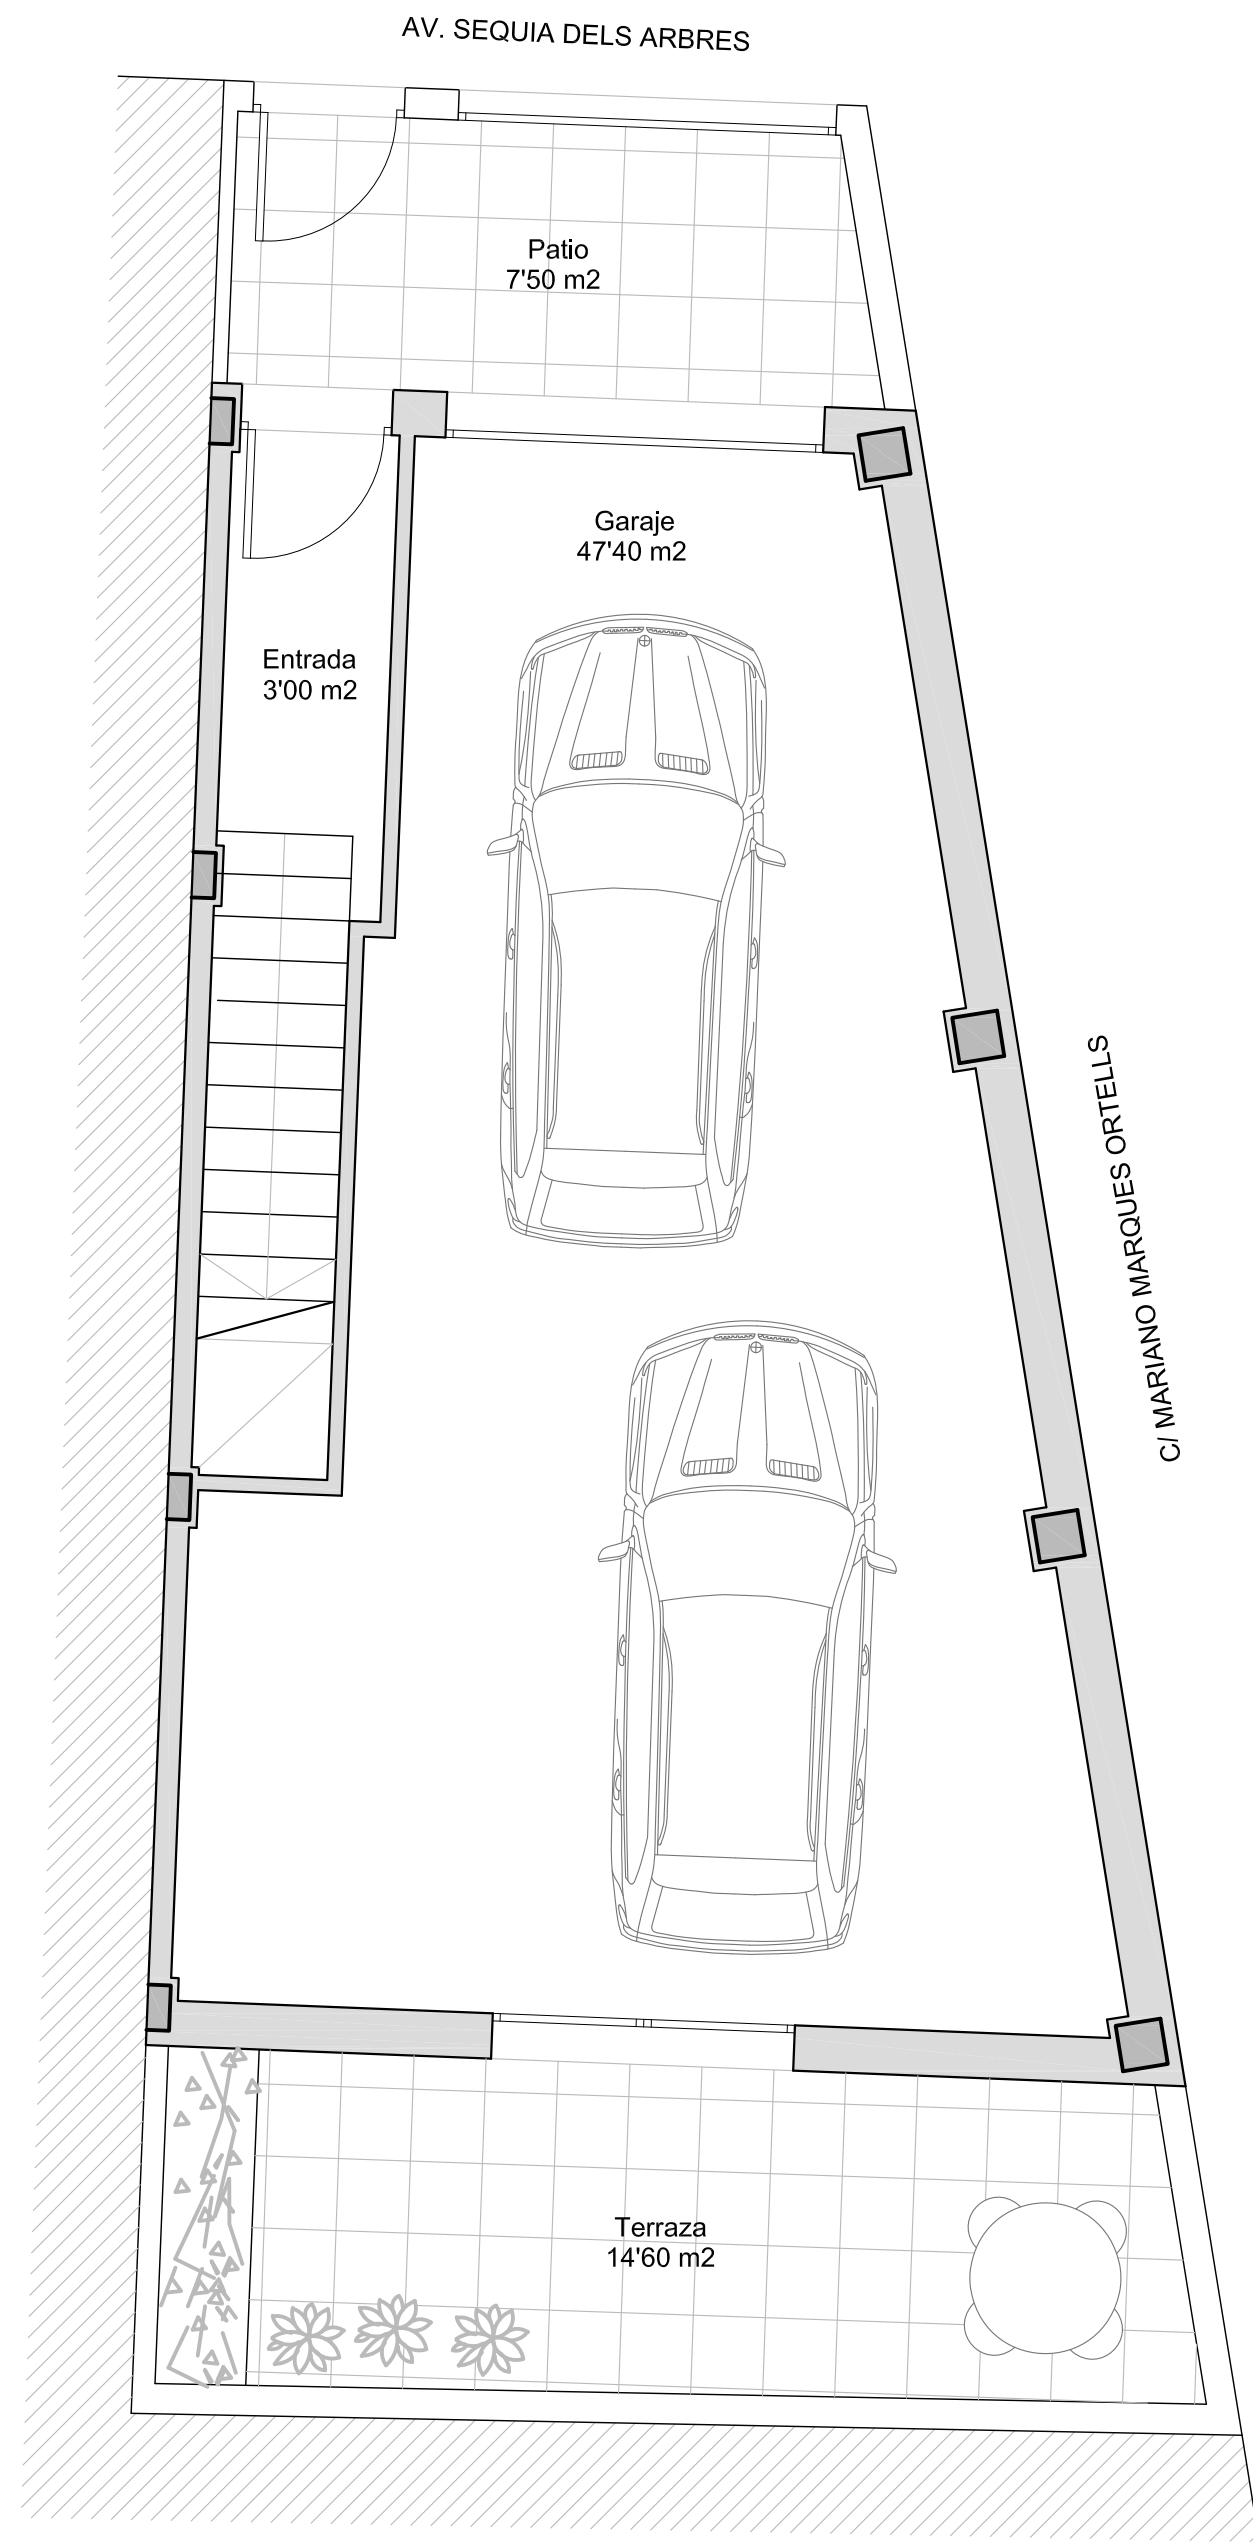 AV. SEQUIA DELS ARBRES
Patio
7'50 m2
Garaje
47'40 m2
Entrada
3'00 m2
C/ MARIANO MARQUES ORTELLS
Terraza
14'60 m2